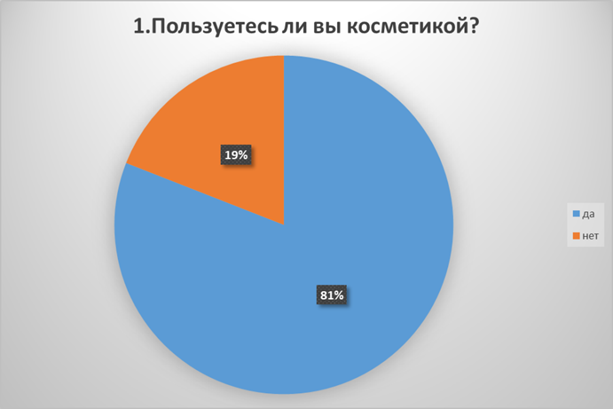 1.Пользуетесь ли вы косметикой?
19%
81%
да
нет